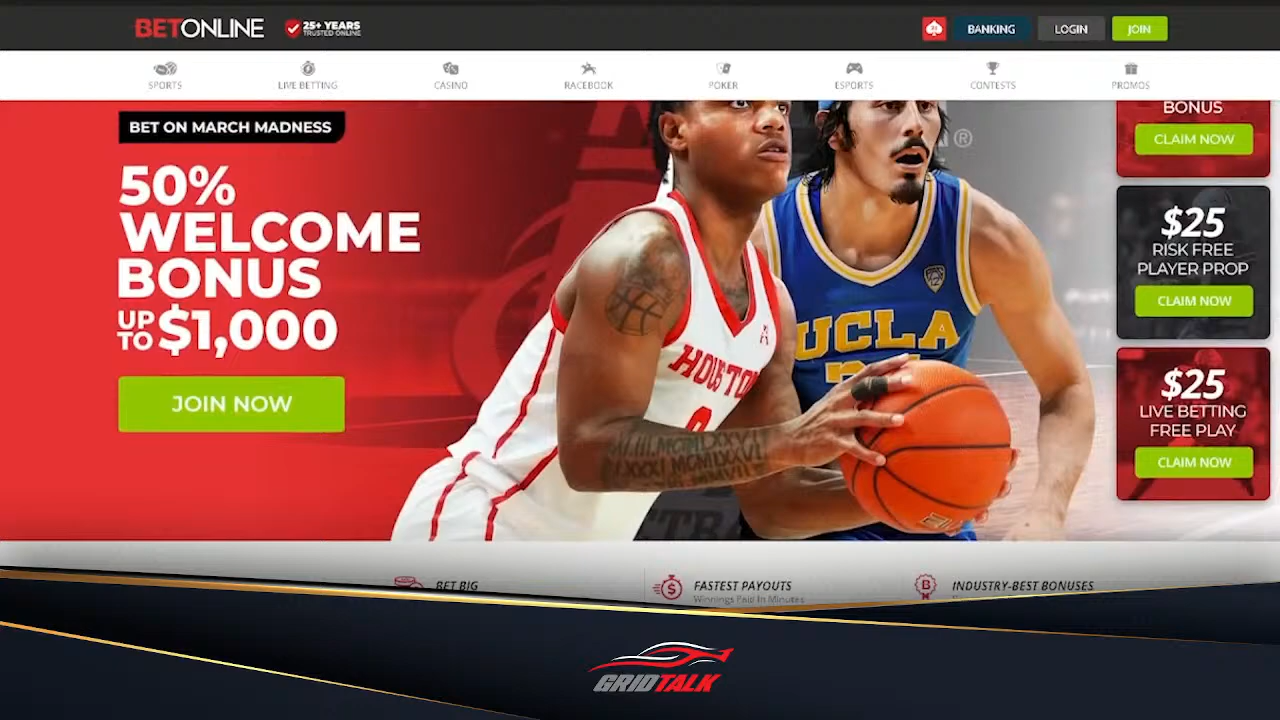 BETONLINE
25+ YEARS
TRUSTED ONLINE
BANKING
LOGIN
JOIN
SPORTS
LIVE BETTING
CASINO
RACEBOOK
POKER
ESPORTS
CONTESTS
PROMOS
BET ON MARCH MADNESS
50%
WELCOME
BONUS
UP TO $1,000
JOIN NOW
HOUSTON
UCLA
®
BONUS
CLAIM NOW
$25
RISK FREE
PLAYER PROP
CLAIM NOW
$25
LIVE BETTING
FREE PLAY
CLAIM NOW
BET BIG
FASTEST PAYOUTS
Winnings Paid In Minutes
INDUSTRY-BEST BONUSES
GRIDTALK